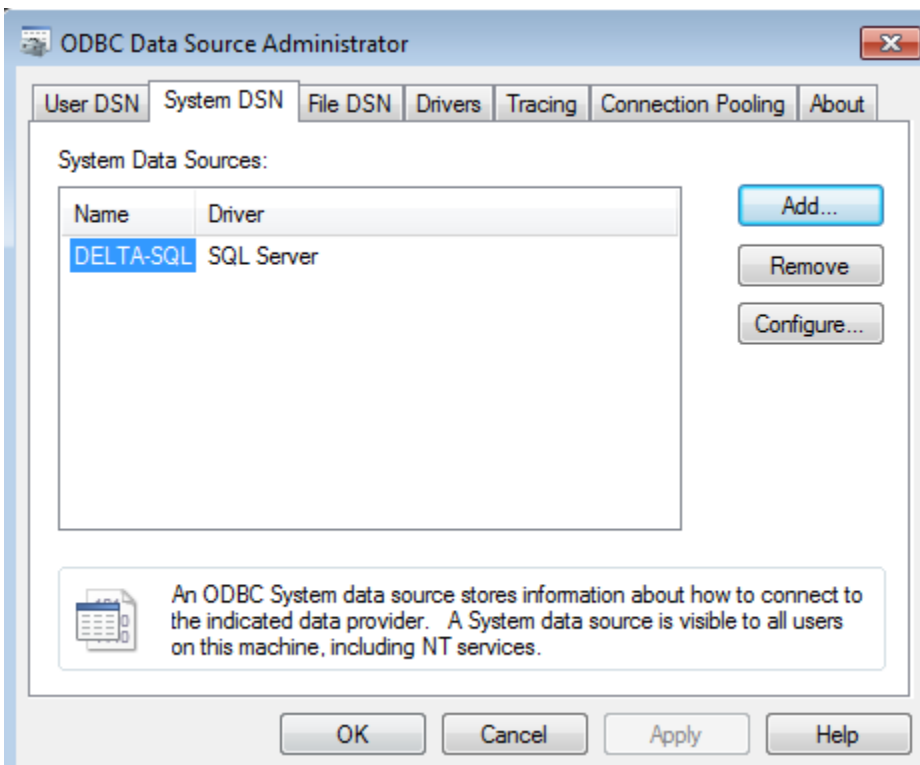 ODBC Data Source Administrator
User DSN System DSN File DSN Drivers Tracing Connection Pooling About
System Data Sources:
Name Driver
DELTA-SQL SQL Server
Add...
Remove
Configure...
An ODBC System data source stores information about how to connect to
the indicated data provider. A System data source is visible to all users
on this machine, including NT services.
OK Cancel Apply Help